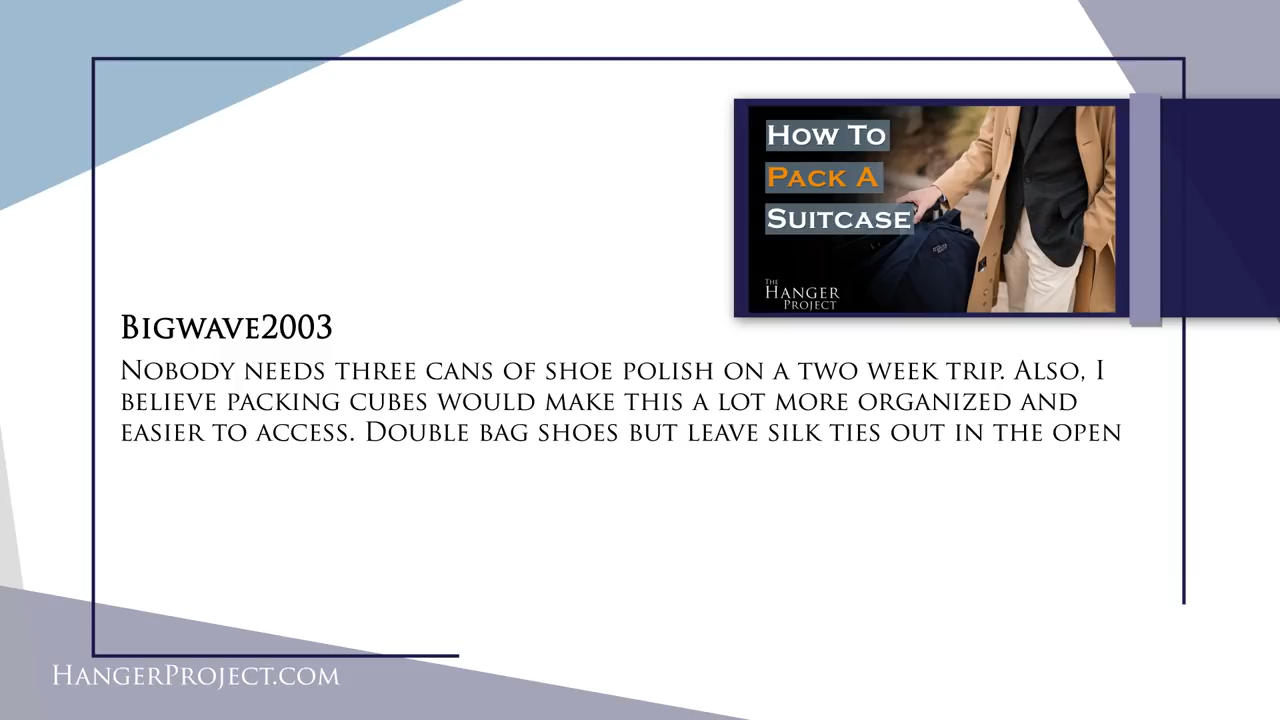 How To
Pack A
Suitcase
The
Hanger
Project
Bigwave2003
Nobody needs three cans of shoe polish on a two week trip. Also, I
believe packing cubes would make this a lot more organized and
easier to access. Double bag shoes but leave silk ties out in the open
HangerProject.com